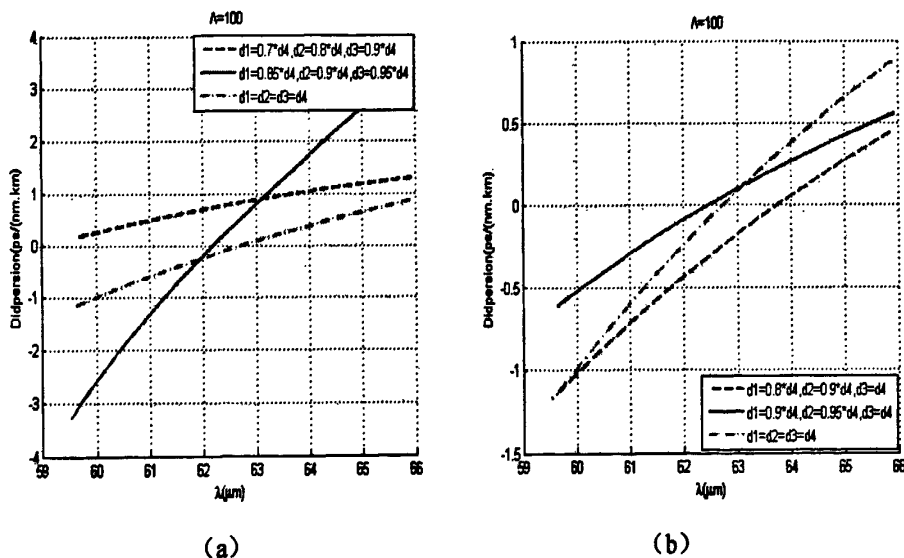 Λ=100
d1=0.7*d4,d2=0.8*d4,d3=0.9*d4
d1=0.85*d4,d2=0.9*d4,d3=0.95*d4
d1=d2=d3=d4
Didpersion(ps/(nm.km)
4
3
2
1
0
-1
-2
-3
-4
59 60 61 62 63 64 65 66
λ(μm)
(a)
Λ=100
Didpersion(ps/(nm.km)
1
0.5
0
-0.5
-1
-1.5
d1=0.8*d4,d2=0.9*d4,d3=d4
d1=0.9*d4,d2=0.95*d4,d3=d4
d1=d2=d3=d4
59 60 61 62 63 64 65 66
λ(μm)
(b)